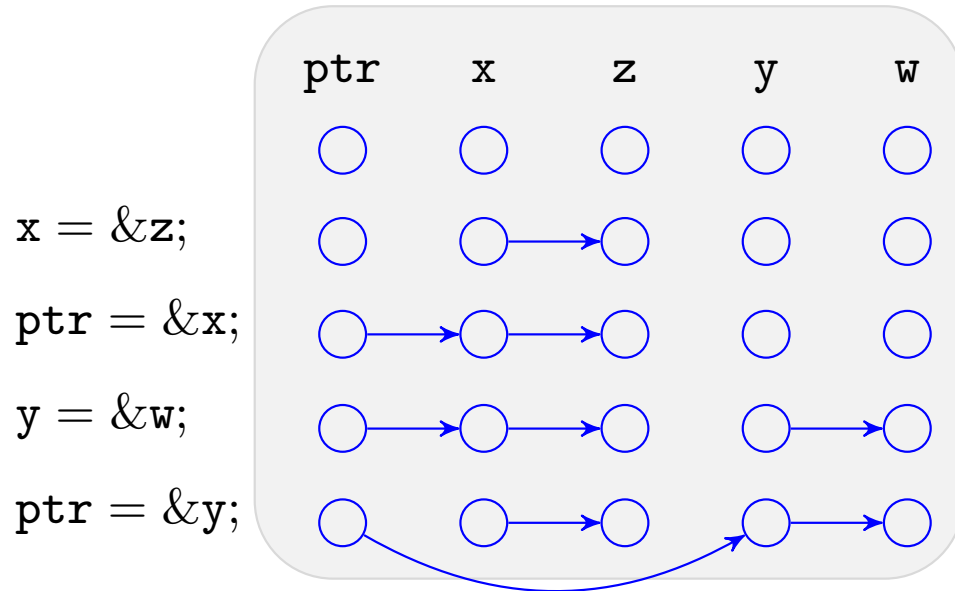 ptr x z y w
x = &z;
ptr = &x;
y = &w;
ptr = &y;